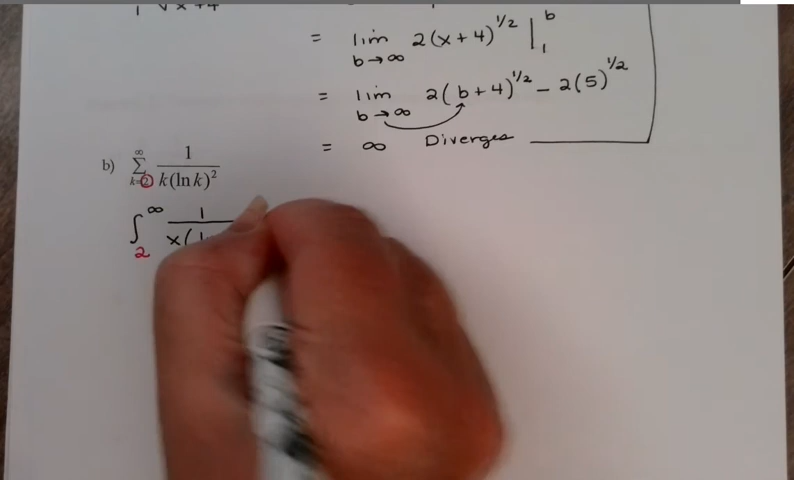 = lim 2(x+4)^1/2 |_1^b
b→∞
= lim 2(b+4)^1/2 − 2(5)^1/2
b→∞
= ∞ Diverges
b) ∑_{k=2}^∞ 1/(k(ln k)^2)
∫_2^∞ 1/x(